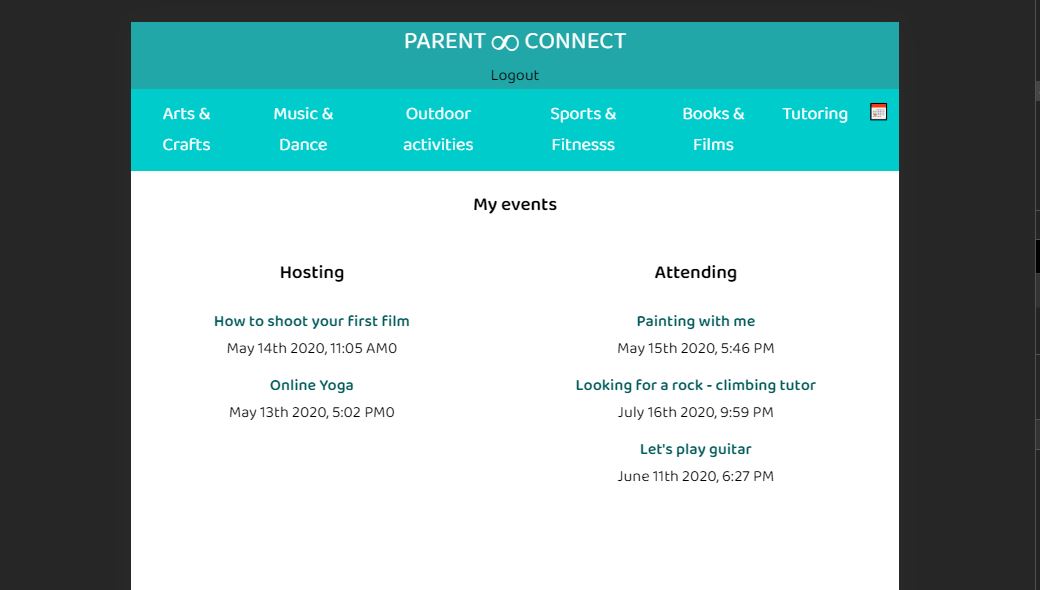 PARENT ∞ CONNECT
Logout
Arts & Crafts
Music & Dance
Outdoor activities
Sports & Fitnesss
Books & Films
Tutoring
My events
Hosting
How to shoot your first film
May 14th 2020, 11:05 AM0
Online Yoga
May 13th 2020, 5:02 PM0
Attending
Painting with me
May 15th 2020, 5:46 PM
Looking for a rock - climbing tutor
July 16th 2020, 9:59 PM
Let's play guitar
June 11th 2020, 6:27 PM